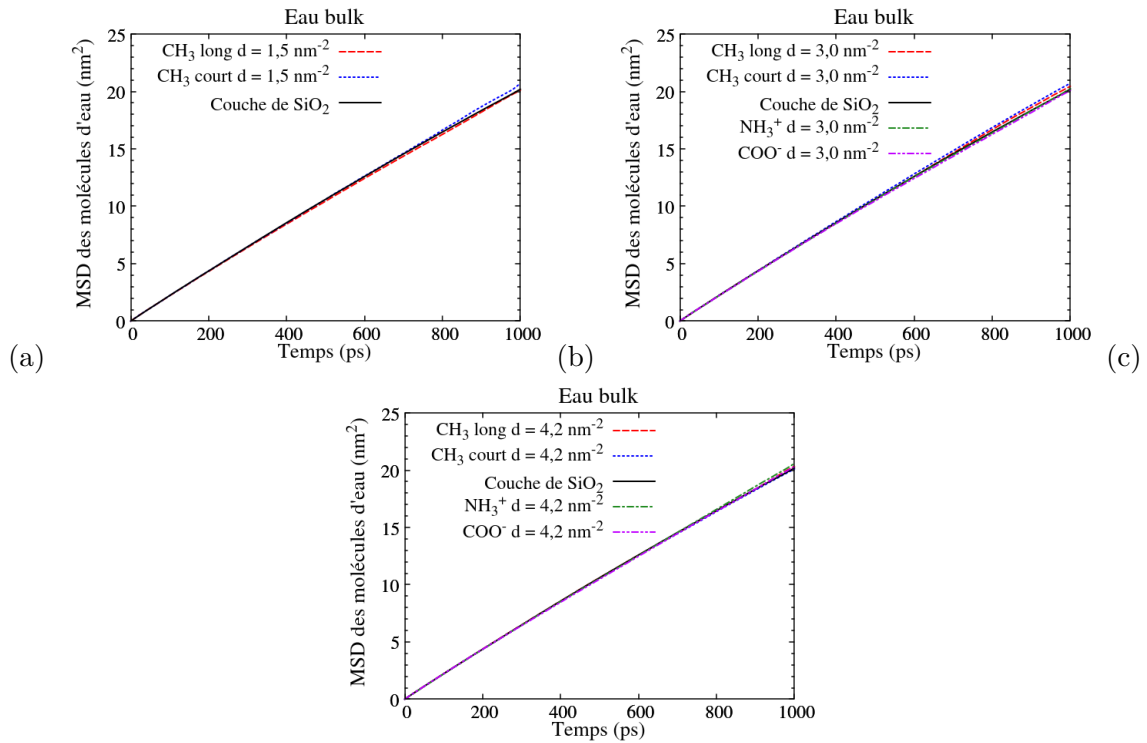 Eau bulk
MSD des molécules d'eau (nm²)
25
20
15
10
5
0
CH₃ long d = 1,5 nm⁻²
CH₃ court d = 1,5 nm⁻²
Couche de SiO₂
0 200 400 600 800 1000
Temps (ps)
(a)
Eau bulk
MSD des molécules d'eau (nm²)
25
20
15
10
5
0
CH₃ long d = 3,0 nm⁻²
CH₃ court d = 3,0 nm⁻²
Couche de SiO₂
NH₃⁺ d = 3,0 nm⁻²
COO⁻ d = 3,0 nm⁻²
0 200 400 600 800 1000
Temps (ps)
(b)
(c)
Eau bulk
MSD des molécules d'eau (nm²)
25
20
15
10
5
0
CH₃ long d = 4,2 nm⁻²
CH₃ court d = 4,2 nm⁻²
Couche de SiO₂
NH₃⁺ d = 4,2 nm⁻²
COO⁻ d = 4,2 nm⁻²
0 200 400 600 800 1000
Temps (ps)